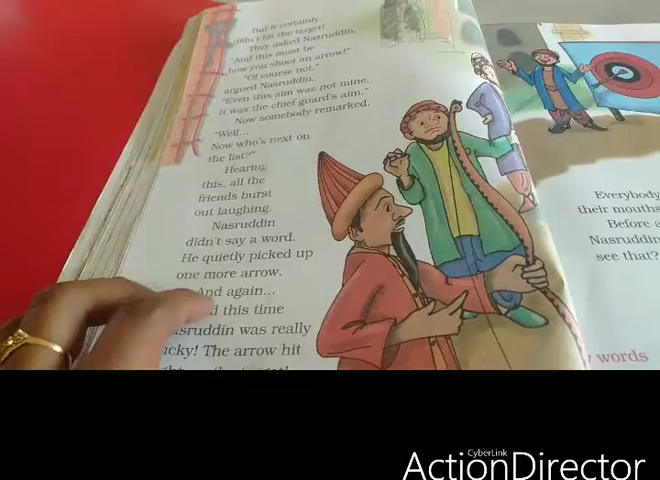 But it certainly
didn't hit the target!
They asked Nasruddin,
"And this must be
how you shoot an arrow!"
"Of course not,"
argued Nasruddin.
"Even this aim was not mine.
It was the chief guard's aim."
Now somebody remarked.
"Well...
Now who's next on
the list?"
Hearing
this, all the
friends burst
out laughing.
Nasruddin
didn't say a word.
He quietly picked up
one more arrow.
And again...
this time
was really
The arrow hit
Everybody
their mouths
Before a
Nasruddin
see that?
words
CyberLink
ActionDirector